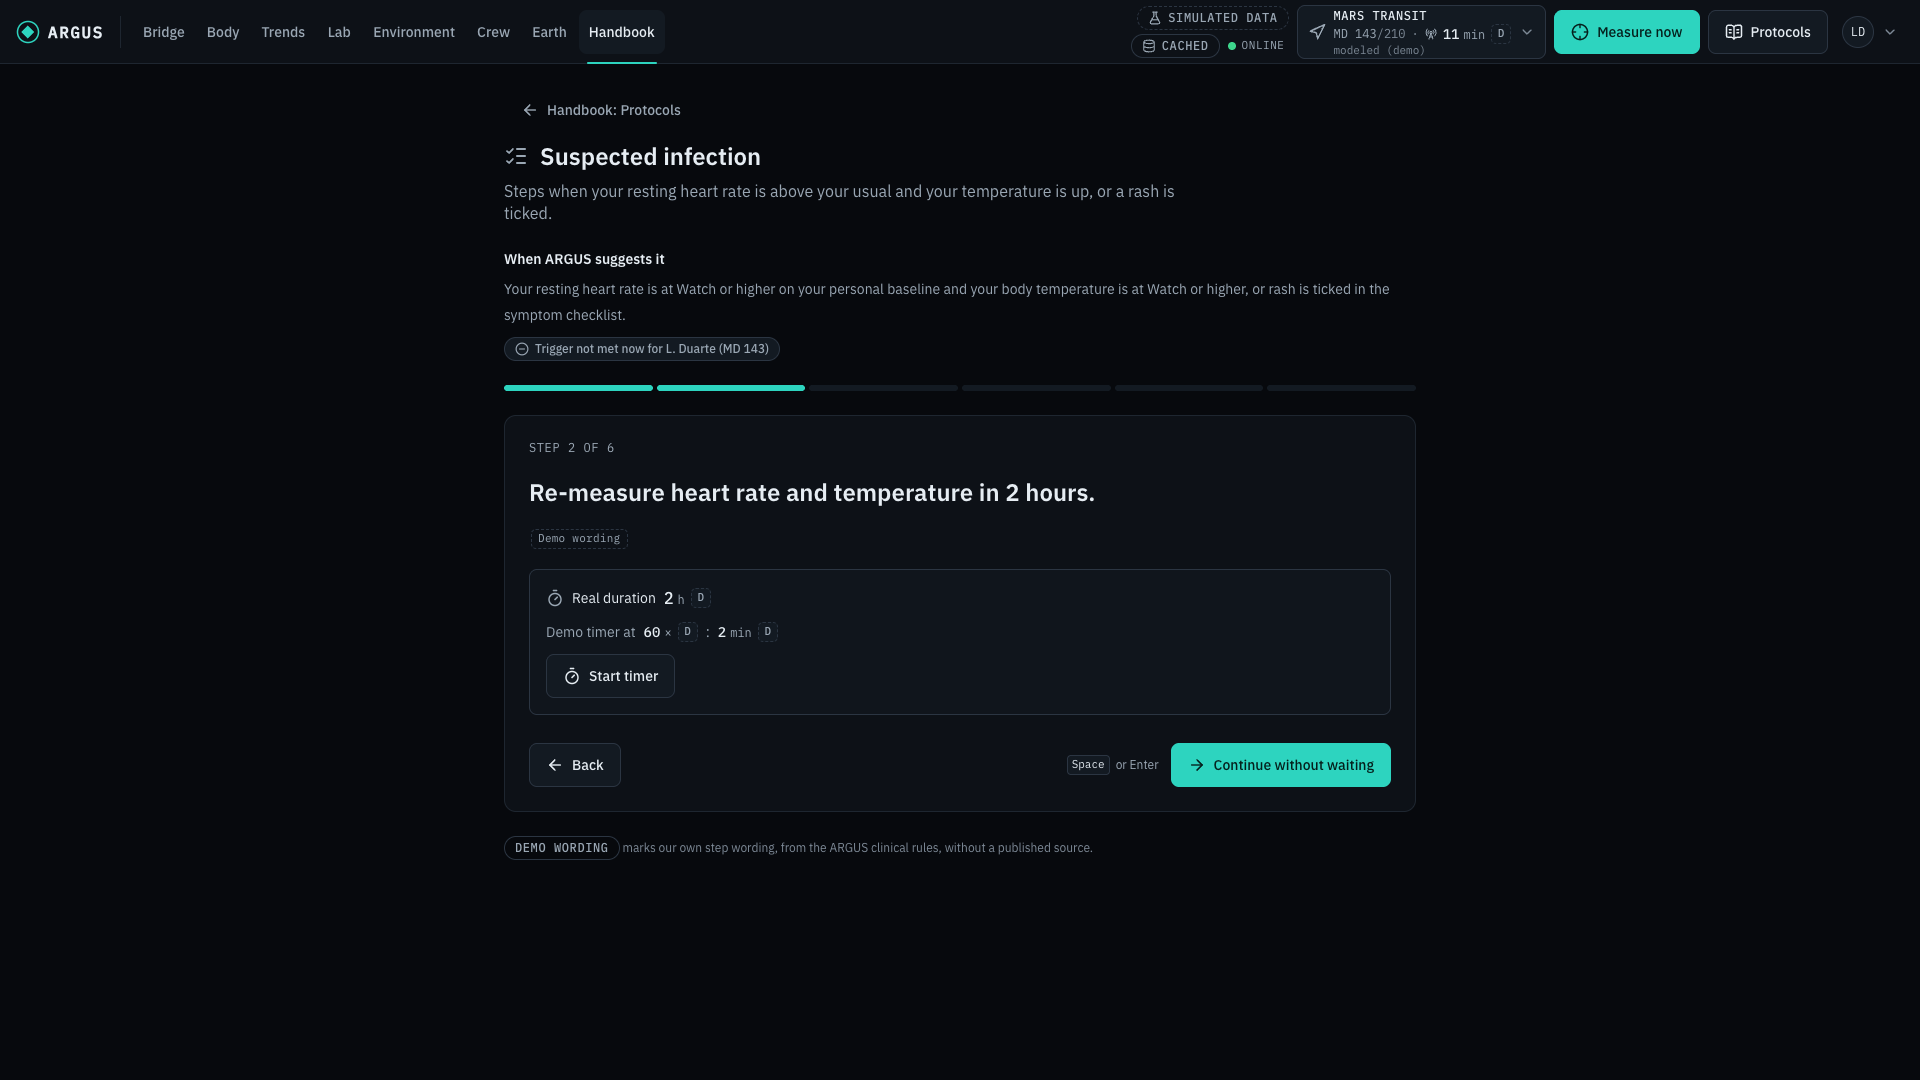 ARGUS
Bridge
Body
Trends
Lab
Environment
Crew
Earth
Handbook
SIMULATED DATA
CACHED
ONLINE
MARS TRANSIT
MD 143/210 · 11 min D
modeled (demo)
Measure now
Protocols
LD
Handbook: Protocols
Suspected infection
Steps when your resting heart rate is above your usual and your temperature is up, or a rash is
ticked.
When ARGUS suggests it
Your resting heart rate is at Watch or higher on your personal baseline and your body temperature is at Watch or higher, or rash is ticked in the
symptom checklist.
Trigger not met now for L. Duarte (MD 143)
STEP 2 OF 6
Re-measure heart rate and temperature in 2 hours.
Demo wording
Real duration 2 h D
Demo timer at 60 × D : 2 min D
Start timer
Back
Space or Enter
Continue without waiting
DEMO WORDING marks our own step wording, from the ARGUS clinical rules, without a published source.